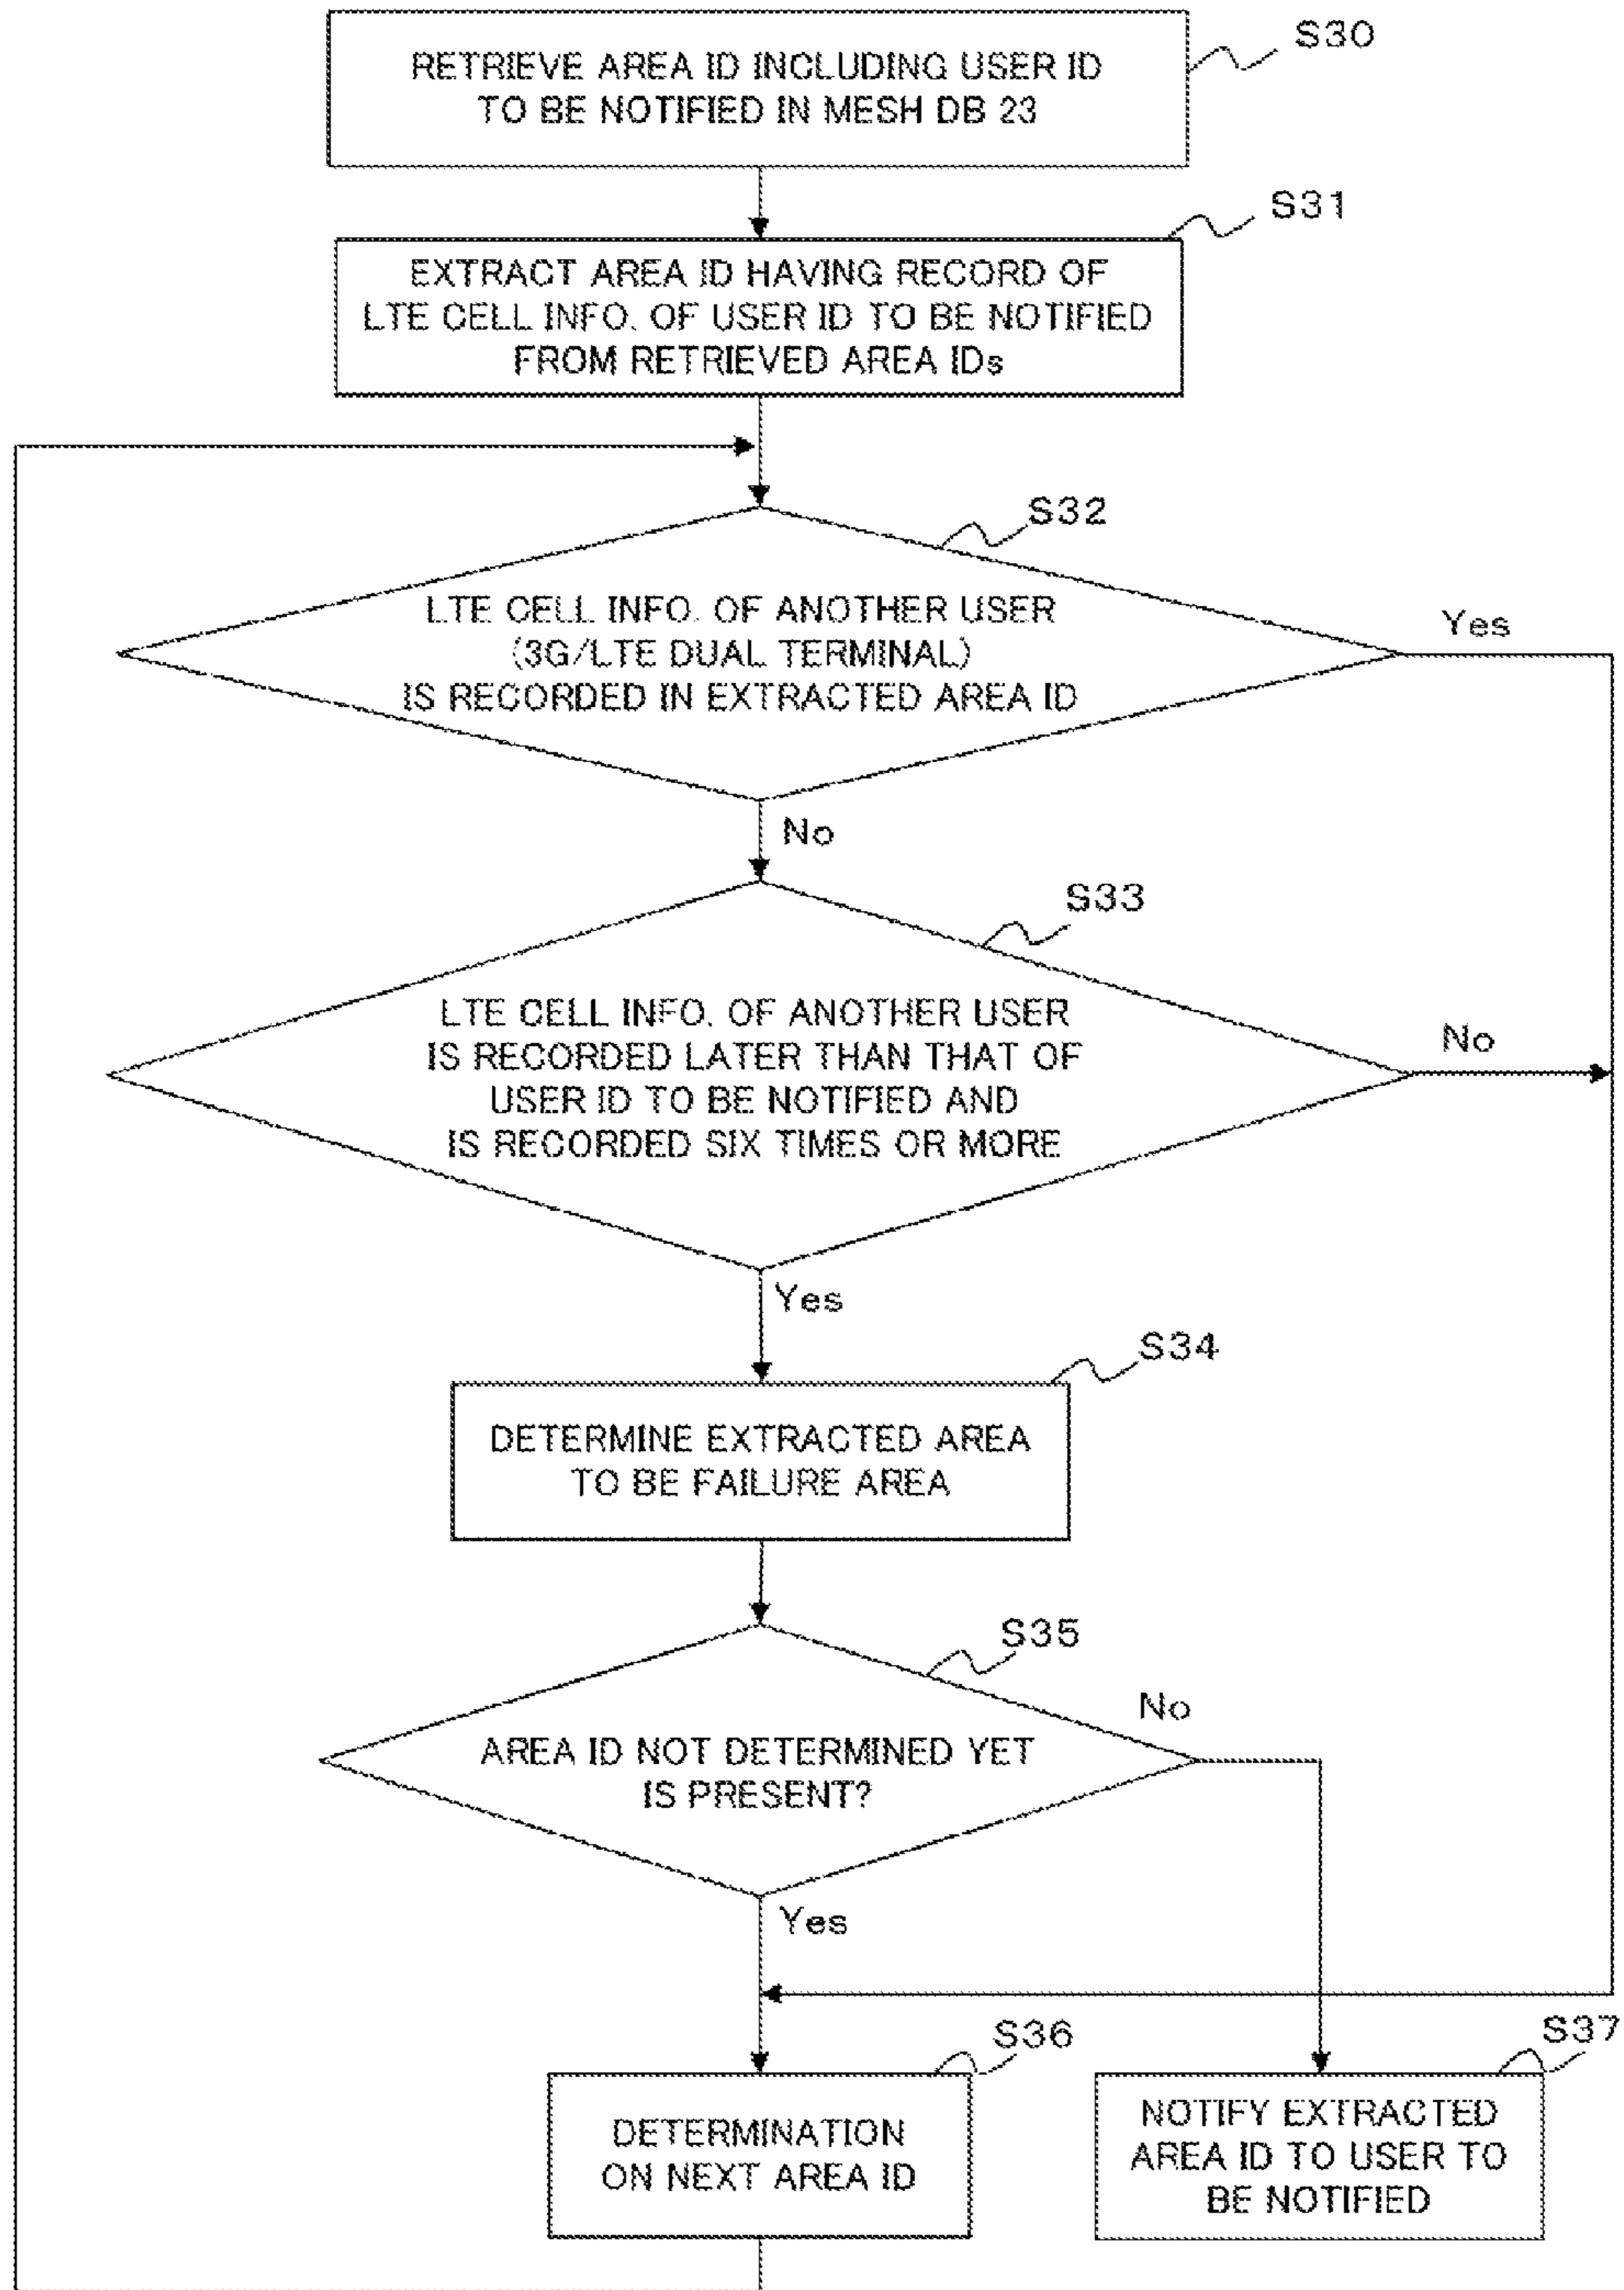 S30
RETRIEVE AREA ID INCLUDING USER ID
TO BE NOTIFIED IN MESH DB 23
S31
EXTRACT AREA ID HAVING RECORD OF
LTE CELL INFO. OF USER ID TO BE NOTIFIED
FROM RETRIEVED AREA IDs
S32
LTE CELL INFO. OF ANOTHER USER
(3G/LTE DUAL TERMINAL)
IS RECORDED IN EXTRACTED AREA ID
Yes
No
S33
LTE CELL INFO. OF ANOTHER USER
IS RECORDED LATER THAN THAT OF
USER ID TO BE NOTIFIED AND
IS RECORDED SIX TIMES OR MORE
No
Yes
S34
DETERMINE EXTRACTED AREA
TO BE FAILURE AREA
S35
No
AREA ID NOT DETERMINED YET
IS PRESENT?
Yes
S36
DETERMINATION
ON NEXT AREA ID
S37
NOTIFY EXTRACTED
AREA ID TO USER TO
BE NOTIFIED